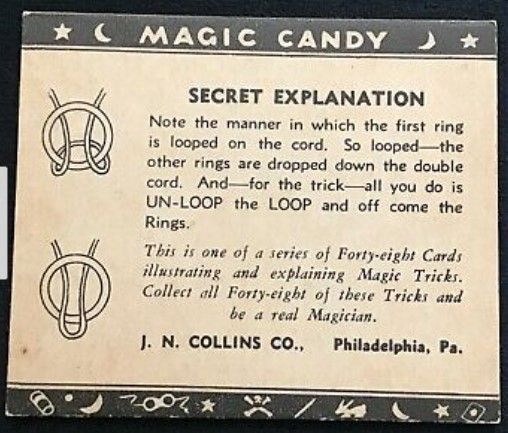 MAGIC CANDY
SECRET EXPLANATION
Note the manner in which the first ring
is looped on the cord. So looped—the
other rings are dropped down the double
cord. And—for the trick—all you do is
UN-LOOP the LOOP and off come the
Rings.
This is one of a series of Forty-eight Cards
illustrating and explaining Magic Tricks.
Collect all Forty-eight of these Tricks and
be a real Magician.
J. N. COLLINS CO., Philadelphia, Pa.